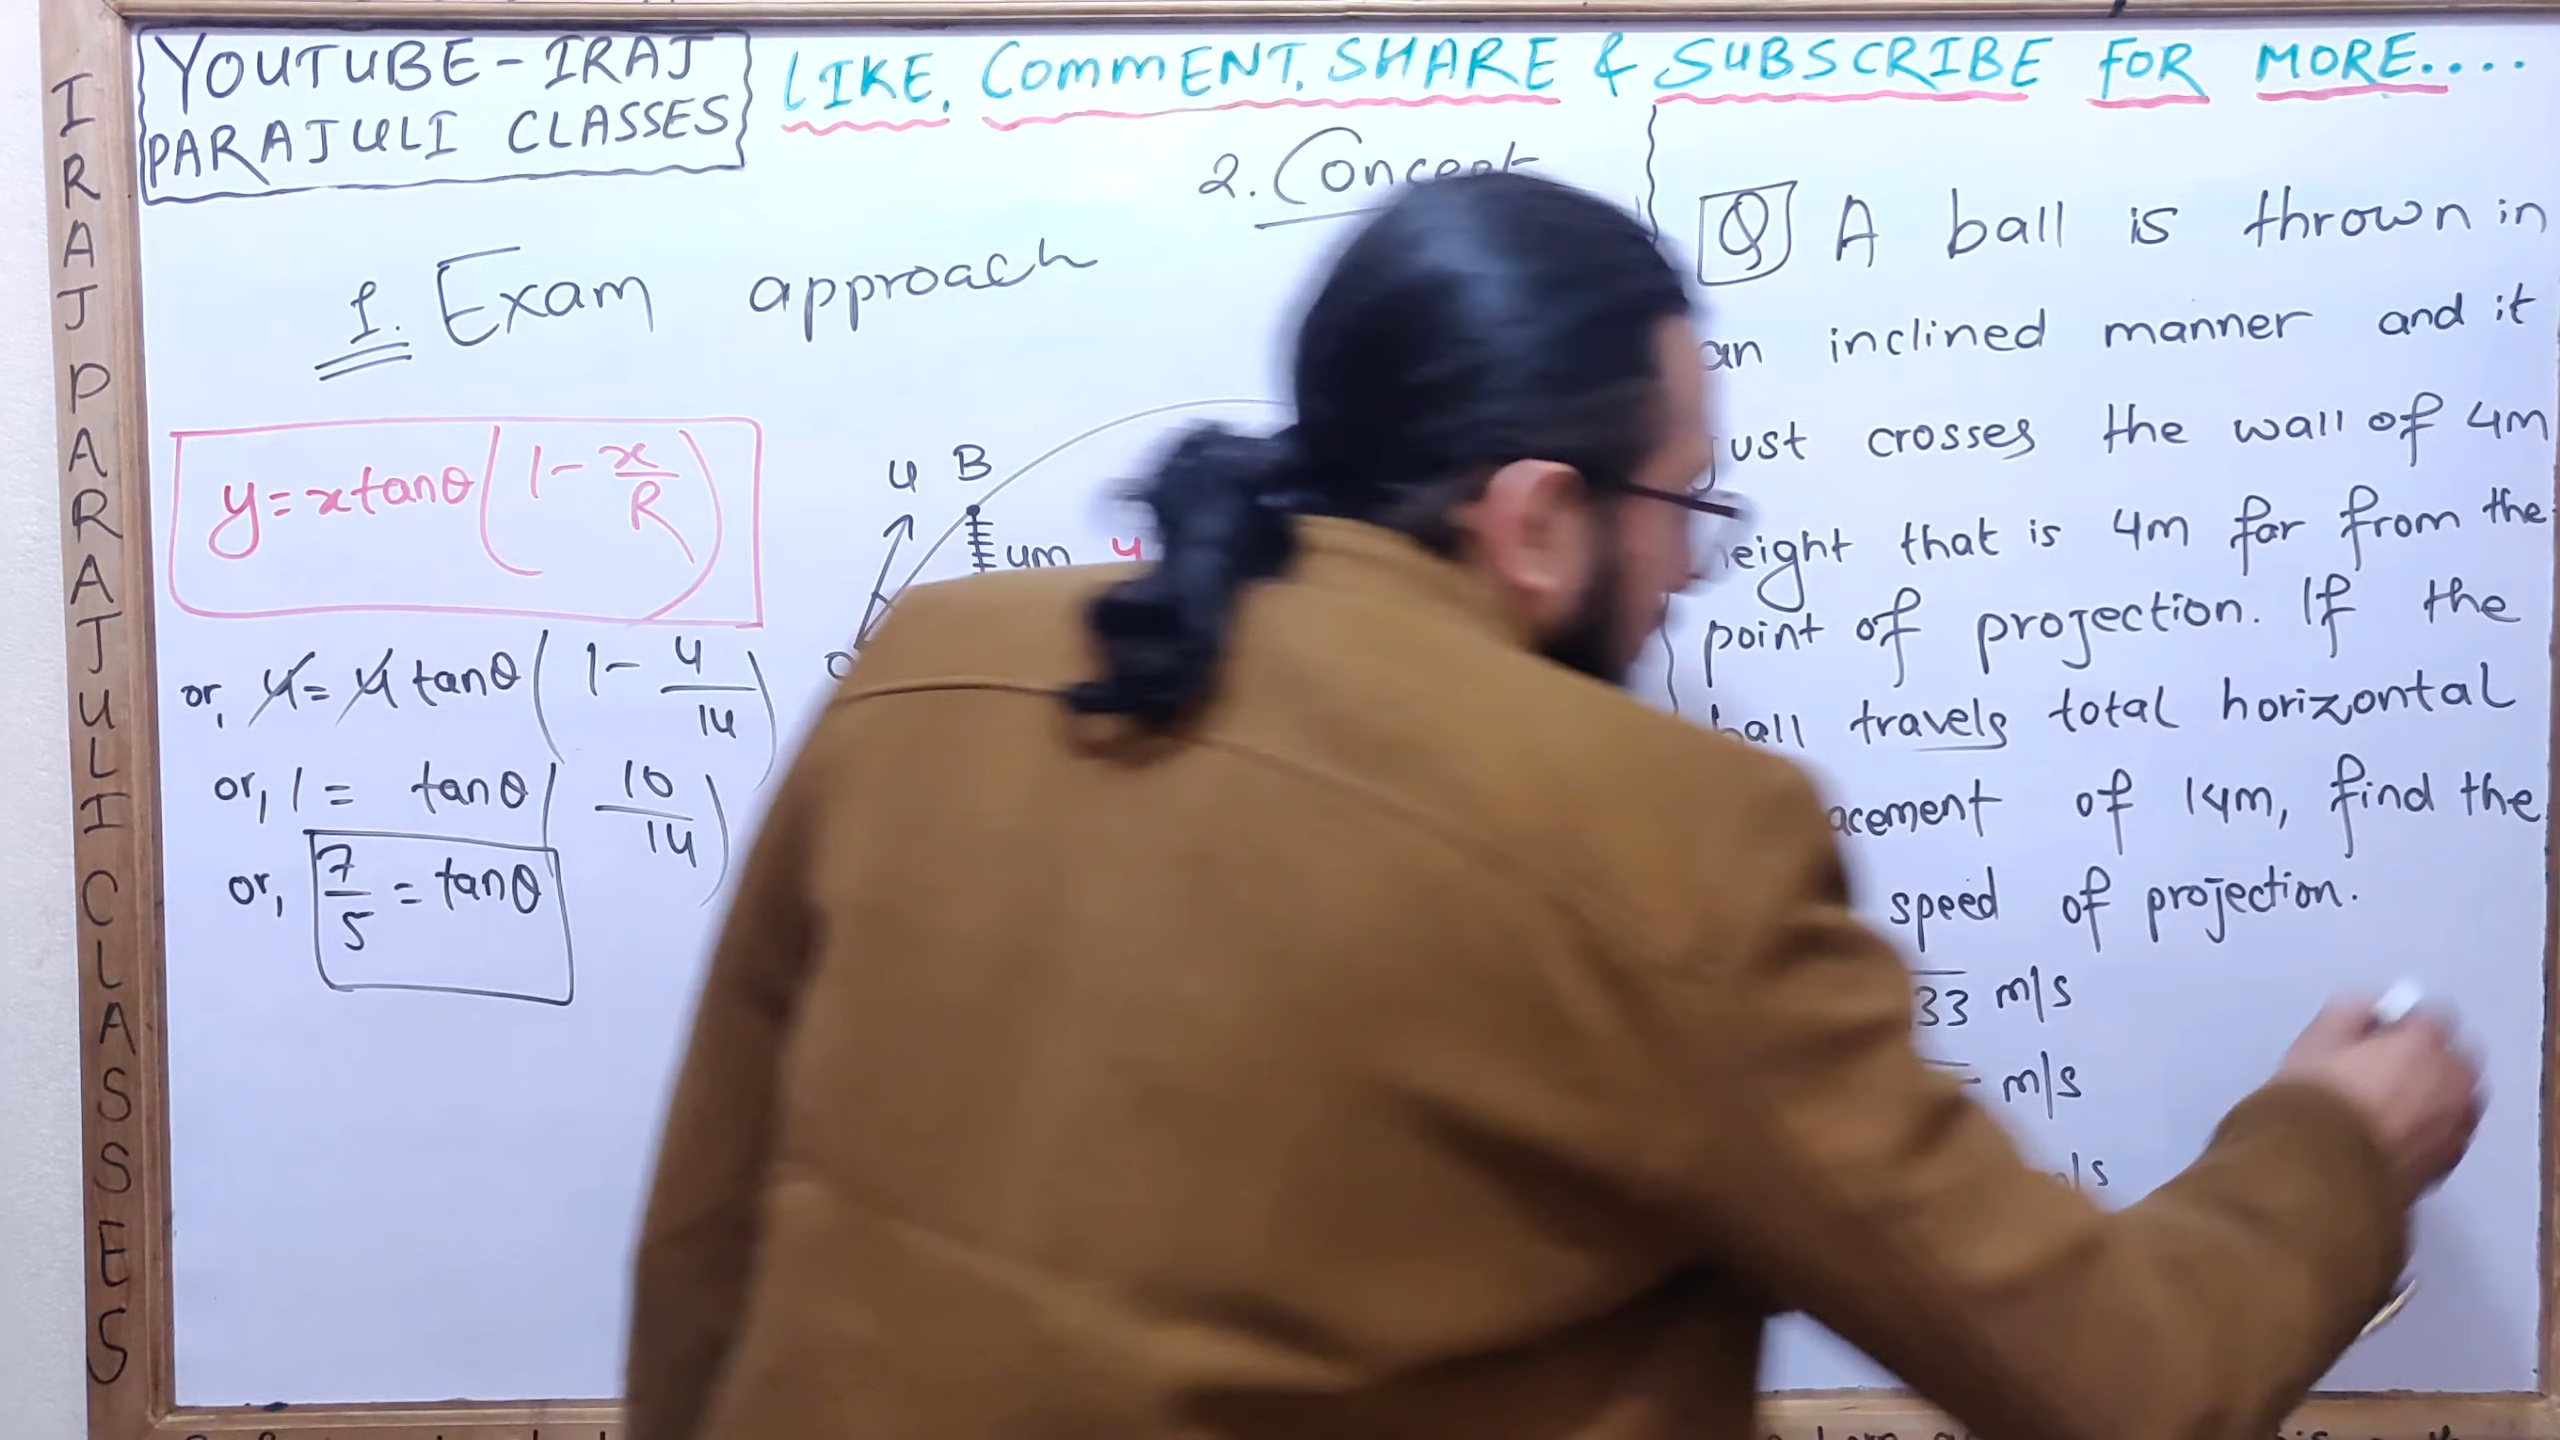 YOUTUBE - IRAJ
PARAJULI CLASSES
LIKE, COMMENT, SHARE & SUBSCRIBE FOR MORE....
IRAJ PARAJULI CLASSES
1. Exam approach
y = x tanθ (1 - x/R)
or, 4 = 4 tanθ (1 - 4/14)
or, 1 = tanθ (10/14)
or, 7/5 = tanθ
2. Concept
u B
4m 4
Q A ball is thrown in
an inclined manner and it
just crosses the wall of 4m
eight that is 4m far from the
point of projection. If the
ball travels total horizontal
acement of 14m, find the
speed of projection.
33 m/s
m/s
/s